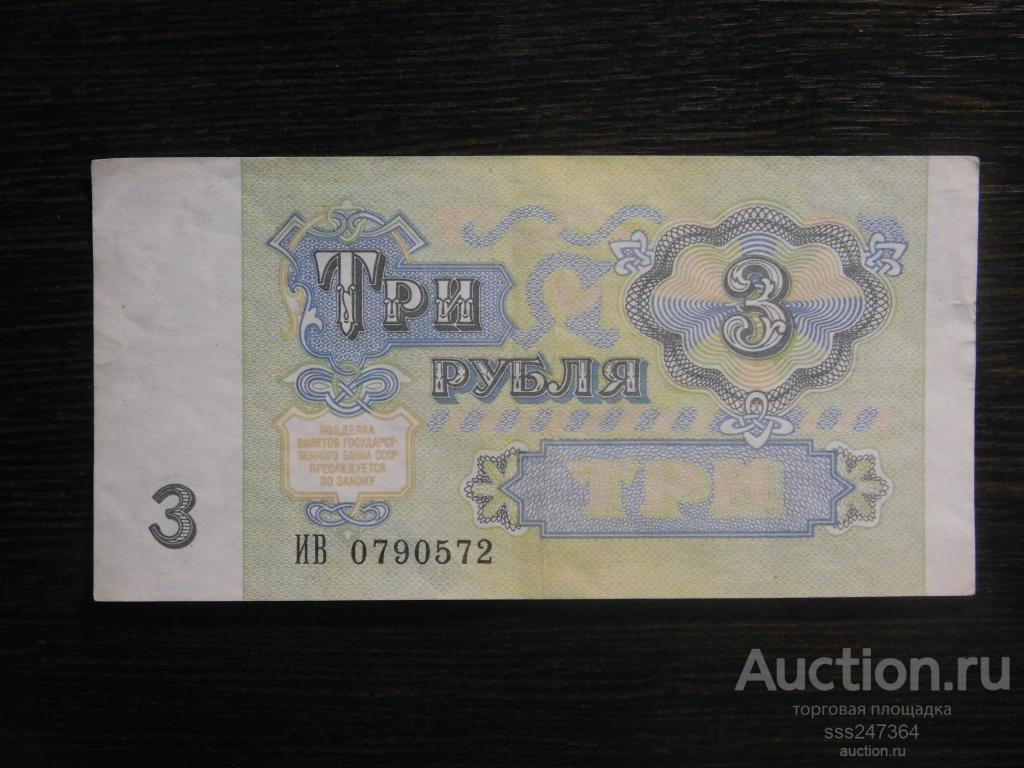 Три
рубля
3
ПОДДЕЛКА
БИЛЕТОВ ГОСУДАРСТ-
ВЕННОГО БАНКА СССР
ПРЕСЛЕДУЕТСЯ
ПО ЗАКОНУ
ТРИ
3
ИВ 0790572
Auction.ru
торговая площадка
sss247364
auction.ru